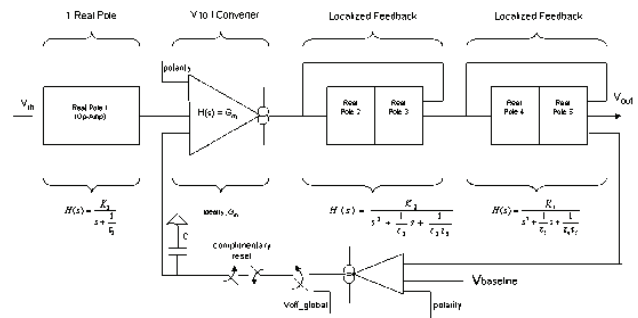 1 Real Pole
V to I Converter
Localized Feedback
Localized Feedback
polarity
Vin
Real Pole 1
(Op-Amp)
H(s) = Gm
Real
Pole 2
Real
Pole 3
Real
Pole 4
Real
Pole 5
Vout
Ideally, Gm
C
complementary
reset
Voff_global
Vbaseline
polarity